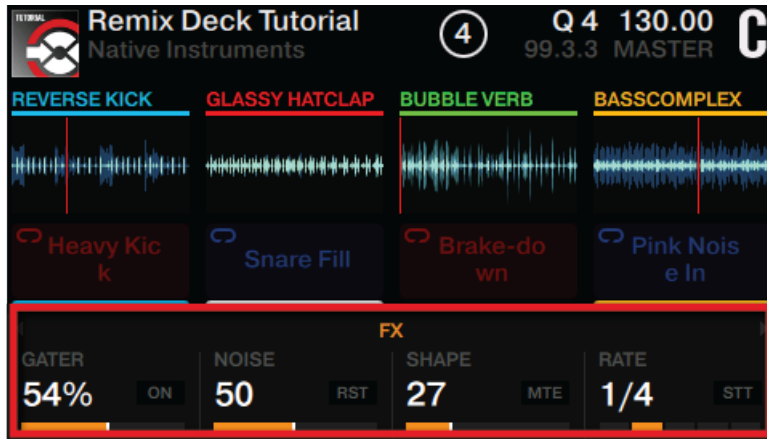 TUTORIAL
Remix Deck Tutorial
Native Instruments
4
Q 4 130.00
99.3.3 MASTER
C
REVERSE KICK
GLASSY HATCLAP
BUBBLE VERB
BASSCOMPLEX
Heavy Kic
k
Snare Fill
Brake-do
wn
Pink Nois
e In
FX
GATER
NOISE
SHAPE
RATE
54% ON
50 RST
27 MTE
1/4 STT